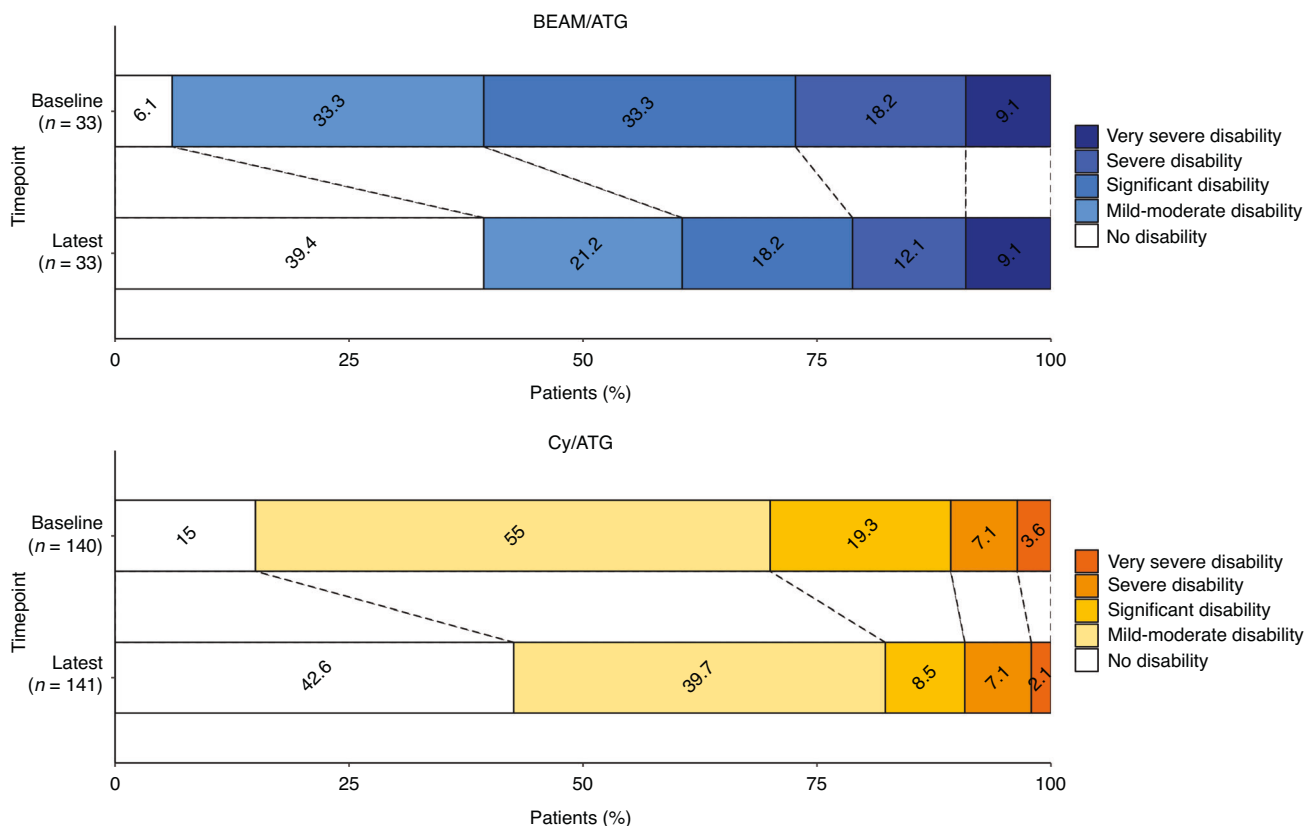 BEAM/ATG
Timepoint
Baseline
(n = 33)
6.1
33.3
33.3
18.2
9.1
Latest
(n = 33)
39.4
21.2
18.2
12.1
9.1
0
25
50
75
100
Patients (%)
Very severe disability
Severe disability
Significant disability
Mild-moderate disability
No disability
Cy/ATG
Timepoint
Baseline
(n = 140)
15
55
19.3
7.1
3.6
Latest
(n = 141)
42.6
39.7
8.5
7.1
2.1
0
25
50
75
100
Patients (%)
Very severe disability
Severe disability
Significant disability
Mild-moderate disability
No disability